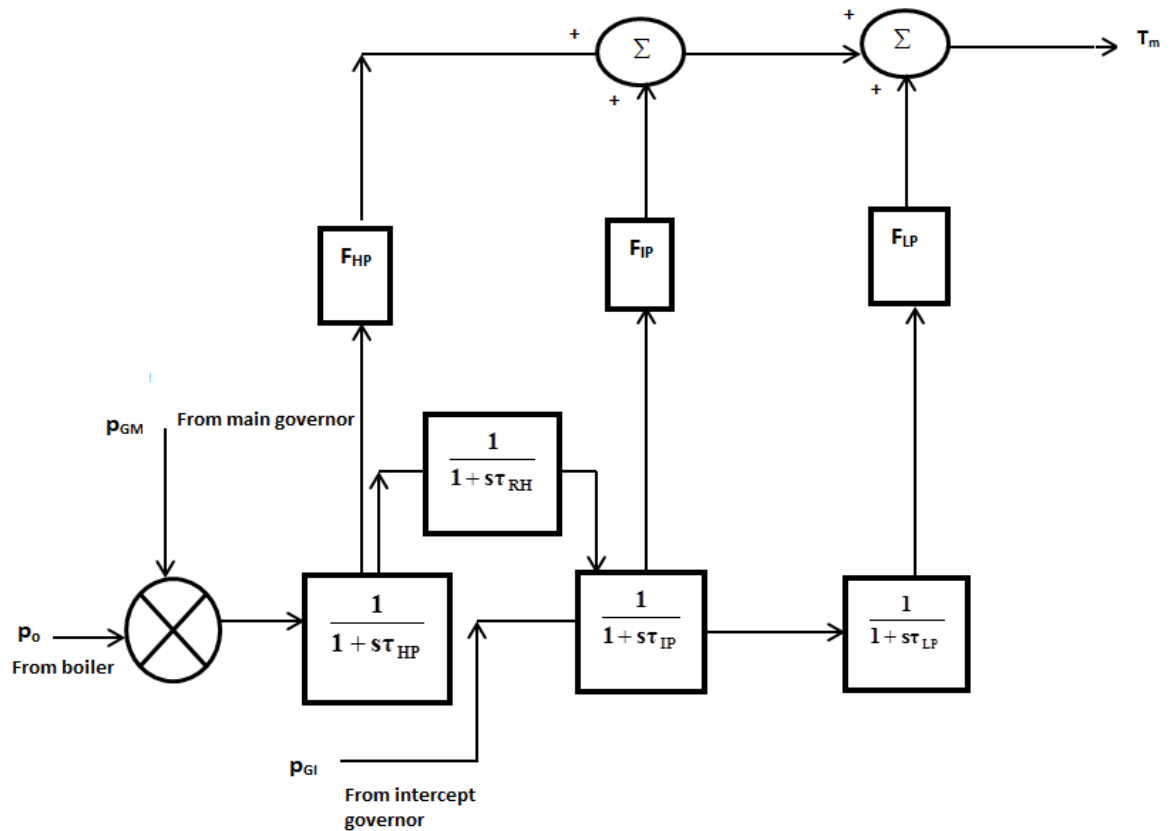 +
Σ
+
+
Σ
+
Tm
FHP
FIP
FLP
pGM
From main governor
1
1 + sτRH
po
From boiler
1
1 + sτHP
1
1 + sτIP
1
1 + sτLP
pGI
From intercept
governor